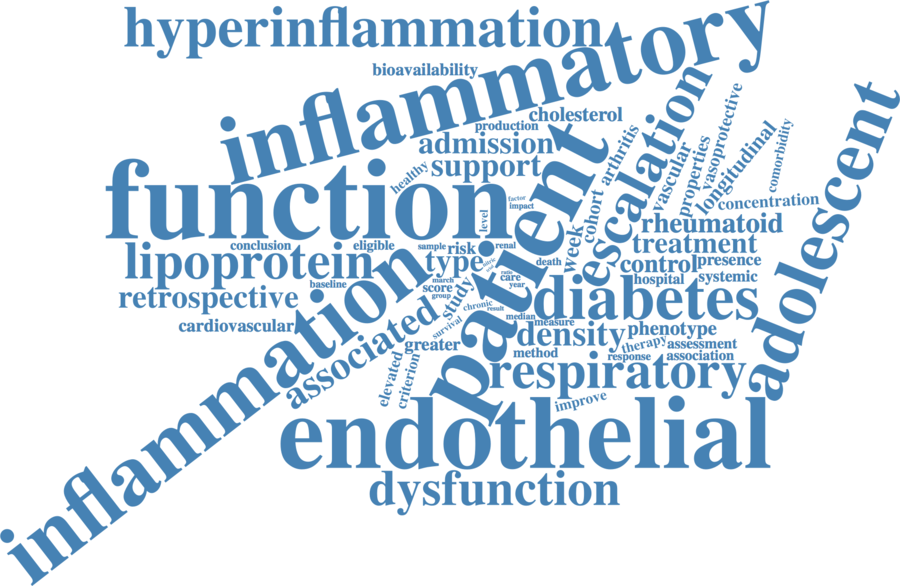 hyperinflammation
inflammatory
bioavailability
cholesterol
production
admission
support
healthy
function
factor
impact
level
patient
arthritis
escalation
vascular
properties
vasoprotective
longitudinal
comorbidity
concentration
adolescent
cohort
week
rheumatoid
treatment
conclusion
eligible
sample
risk
renal
lipoprotein
type
death
control
presence
hospital
systemic
baseline
march
score
group
care
year
study
retrospective
chronic
result
diabetes
cardiovascular
inflammation
associated
survival
median
measure
density
phenotype
greater
therapy
assessment
method
response
association
elevated
criterion
respiratory
improve
endothelial
dysfunction